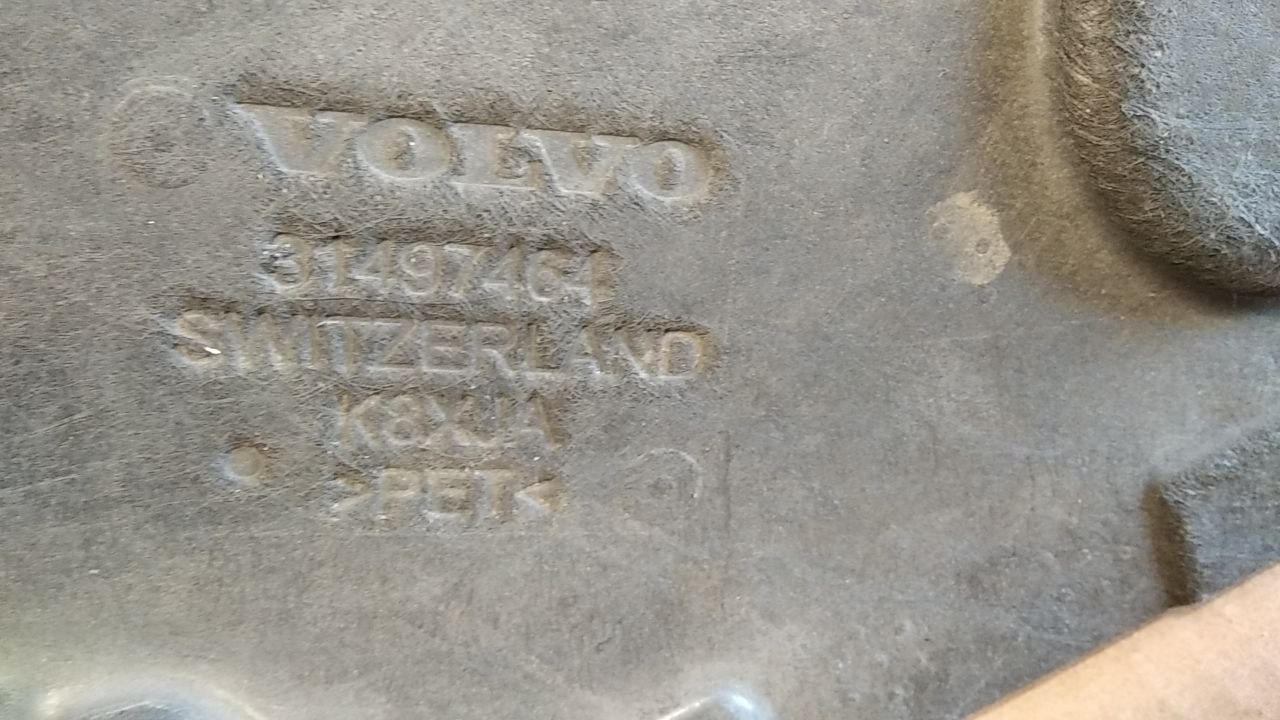 VOLVO
31497464
SWITZERLAND
K8XJA
>PET<